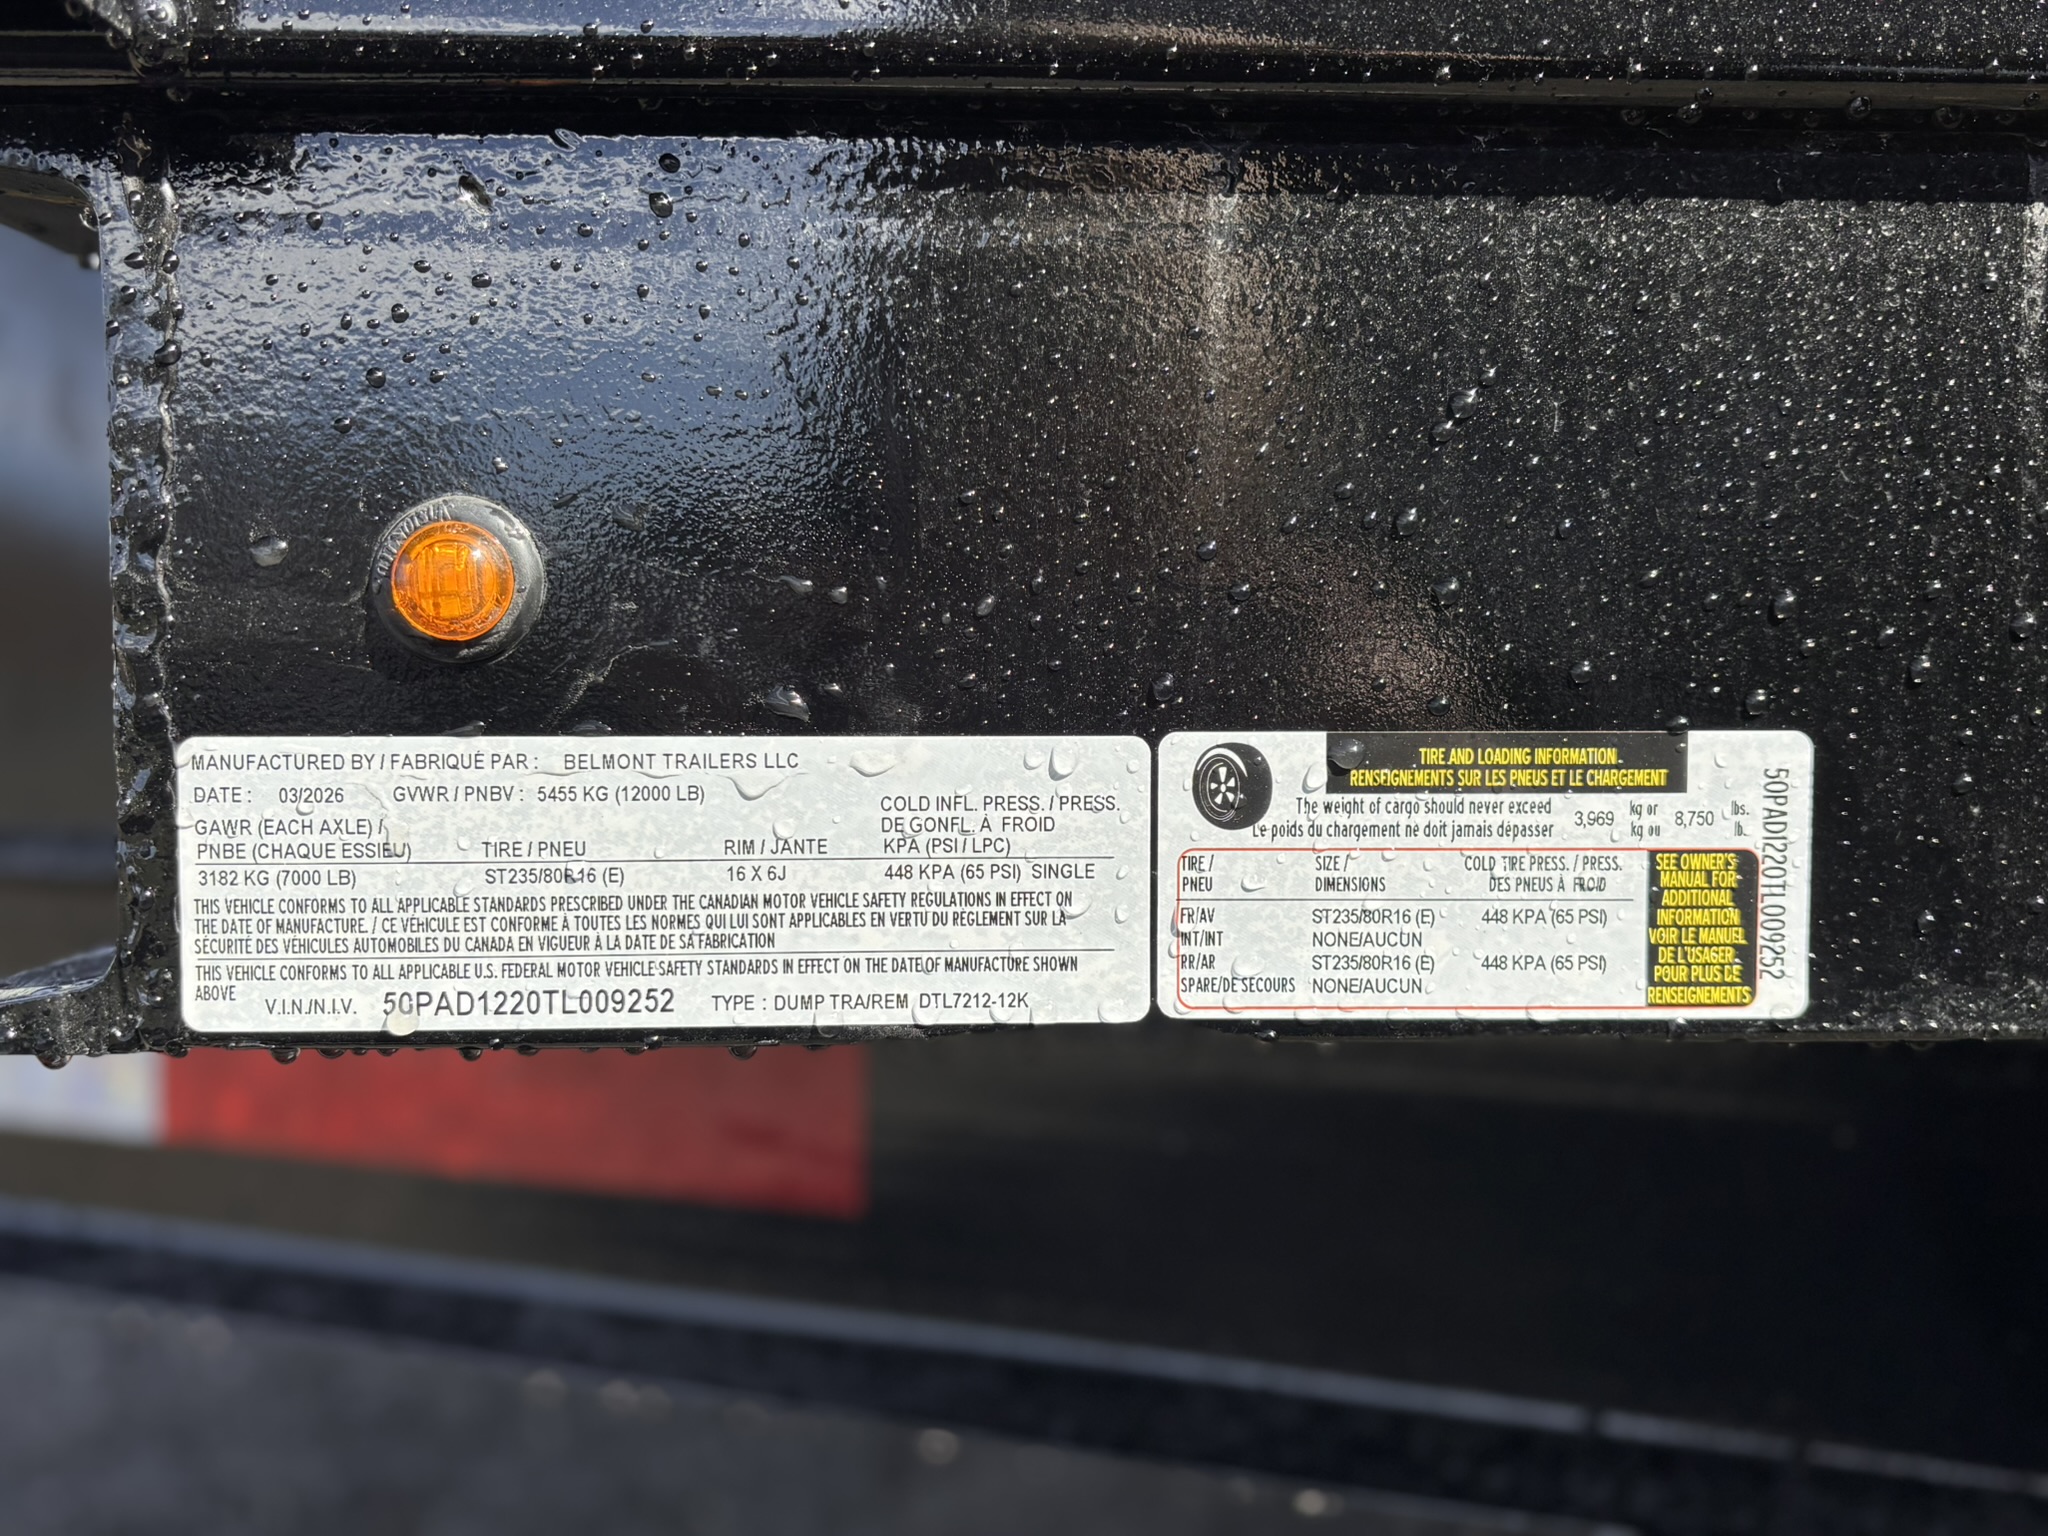 MANUFACTURED BY / FABRIQUÉ PAR : BELMONT TRAILERS LLC
DATE : 03/2026 GVWR / PNBV : 5455 KG (12000 LB)
GAWR (EACH AXLE) /
PNBE (CHAQUE ESSIEU) TIRE / PNEU RIM / JANTE
COLD INFL. PRESS. / PRESS.
DE GONFL. À FROID
KPA (PSI / LPC)
3182 KG (7000 LB) ST235/80R16 (E) 16 X 6J 448 KPA (65 PSI) SINGLE
THIS VEHICLE CONFORMS TO ALL APPLICABLE STANDARDS PRESCRIBED UNDER THE CANADIAN MOTOR VEHICLE SAFETY REGULATIONS IN EFFECT ON
THE DATE OF MANUFACTURE. / CE VÉHICULE EST CONFORME À TOUTES LES NORMES QUI LUI SONT APPLICABLES EN VERTU DU RÈGLEMENT SUR LA
SÉCURITÉ DES VÉHICULES AUTOMOBILES DU CANADA EN VIGUEUR À LA DATE DE SA FABRICATION
THIS VEHICLE CONFORMS TO ALL APPLICABLE U.S. FEDERAL MOTOR VEHICLE SAFETY STANDARDS IN EFFECT ON THE DATE OF MANUFACTURE SHOWN
ABOVE
V.I.N./N.I.V. 50PAD1220TL009252 TYPE : DUMP TRA/REM DTL7212-12K
TIRE AND LOADING INFORMATION
RENSEIGNEMENTS SUR LES PNEUS ET LE CHARGEMENT
The weight of cargo should never exceed 3,969 kg or 8,750 lbs.
Le poids du chargement ne doit jamais dépasser kg ou lb.
TIRE / SIZE / COLD TIRE PRESS. / PRESS.
PNEU DIMENSIONS DES PNEUS À FROID
FR/AV ST235/80R16 (E) 448 KPA (65 PSI)
INT/INT NONE/AUCUN
RR/AR ST235/80R16 (E) 448 KPA (65 PSI)
SPARE/DE SECOURS NONE/AUCUN
SEE OWNER'S
MANUAL FOR
ADDITIONAL
INFORMATION
VOIR LE MANUEL
DE L'USAGER
POUR PLUS DE
RENSEIGNEMENTS
50PAD1220TL009252